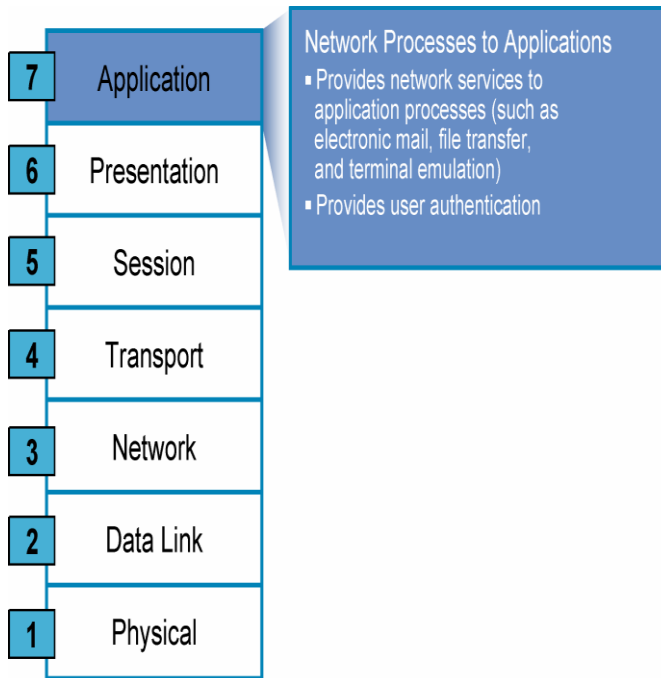 7 Application
6 Presentation
5 Session
4 Transport
3 Network
2 Data Link
1 Physical
Network Processes to Applications
▪ Provides network services to
application processes (such as
electronic mail, file transfer,
and terminal emulation)
▪ Provides user authentication